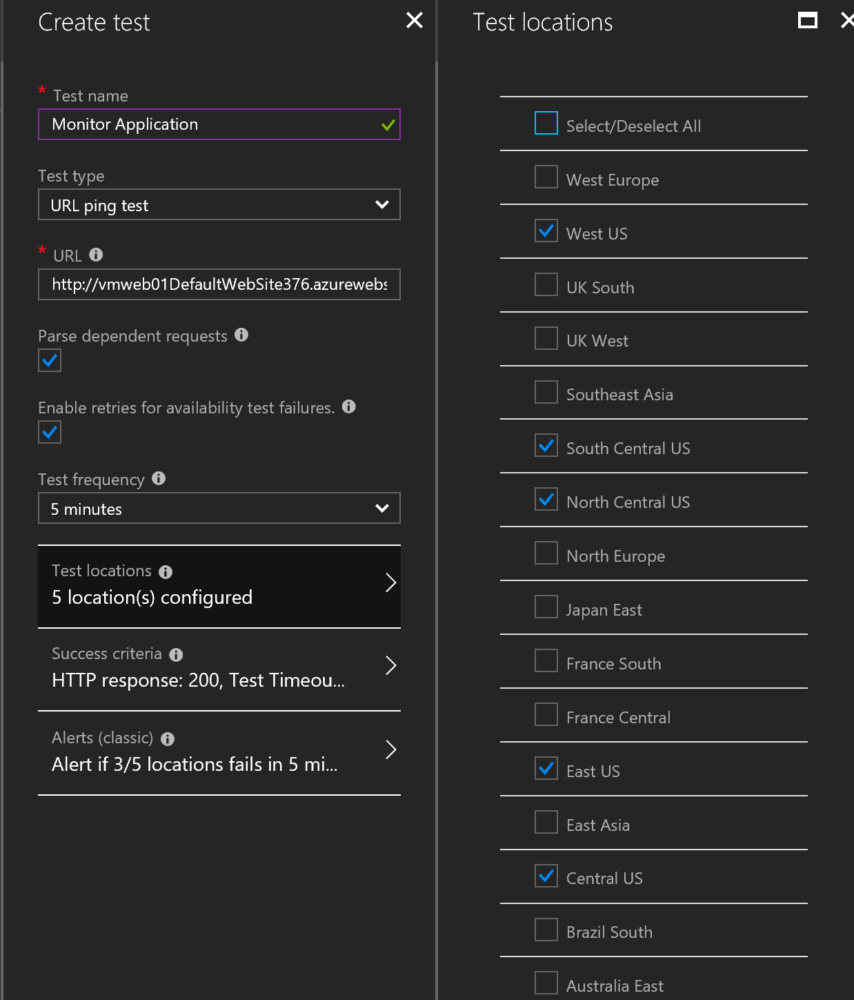 Create test
* Test name
Monitor Application
Test type
URL ping test
* URL
http://vmweb01DefaultWebSite376.azurewebs
Parse dependent requests
Enable retries for availability test failures.
Test frequency
5 minutes
Test locations
5 location(s) configured
Success criteria
HTTP response: 200, Test Timeou...
Alerts (classic)
Alert if 3/5 locations fails in 5 mi...
Test locations
Select/Deselect All
West Europe
West US
UK South
UK West
Southeast Asia
South Central US
North Central US
North Europe
Japan East
France South
France Central
East US
East Asia
Central US
Brazil South
Australia East